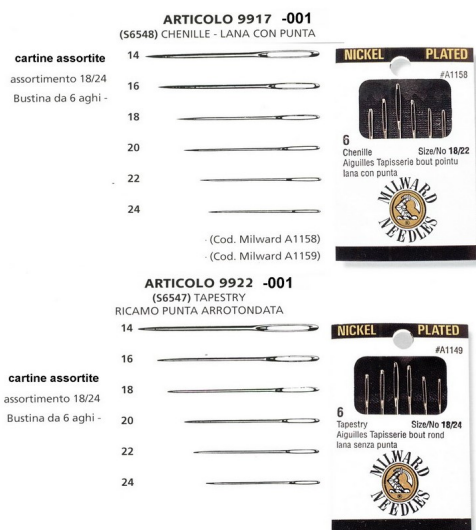 ARTICOLO 9917 -001
(S6548) CHENILLE - LANA CON PUNTA
cartine assortite
assortimento 18/24
Bustina da 6 aghi -
14
16
18
20
22
24
- (Cod. Milward A1158)
- (Cod. Milward A1159)
NICKEL PLATED
#A1158
6
Chenille Size/No 18/22
Aiguilles Tapisserie bout pointu
lana con punta
MILWARD
NEEDLES
ARTICOLO 9922 -001
(S6547) TAPESTRY
RICAMO PUNTA ARROTONDATA
cartine assortite
assortimento 18/24
Bustina da 6 aghi -
14
16
18
20
22
24
NICKEL PLATED
#A1149
6
Tapestry Size/No 18/24
Aiguilles Tapisserie bout rond
lana senza punta
MILWARD
NEEDLES